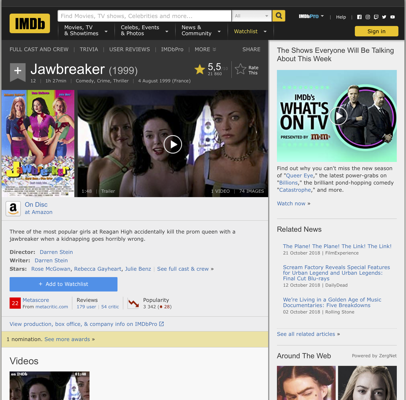 IMDb
Find Movies, TV shows, Celebrities and more...
All
IMDbPro
Help
Movies, TV
& Showtimes
Celebs, Events
& Photos
News &
Community
Watchlist
Sign in
FULL CAST AND CREW | TRIVIA | USER REVIEWS | IMDbPro | MORE
SHARE
Jawbreaker (1999)
12 | 1h 27min | Comedy, Crime, Thriller | 4 August 1999 (France)
5,5
Rate
This
Jawbreaker
1:48 | Trailer
1 VIDEO | 74 IMAGES
On Disc
at Amazon
Three of the most popular girls at Reagan High accidentally kill the prom queen with a
jawbreaker when a kidnapping goes horribly wrong.
Director: Darren Stein
Writer: Darren Stein
Stars: Rose McGowan, Rebecca Gayheart, Julie Benz | See full cast & crew »
+ Add to Watchlist
22 Metascore
From metacritic.com
Reviews
179 user | 54 critic
Popularity
3 342 (28)
View production, box office, & company info on IMDbPro
1 nomination. See more awards »
Videos
The Shows Everyone Will Be Talking
About This Week
IMDb's
WHAT'S
ON TV
PRESENTED BY m&m's
Find out why you can't miss the new season
of "Queer Eye," the latest power-grabs on
"Billions," the brilliant pond-hopping comedy
"Catastrophe," and much more.
Watch now »
Related News
The Plane! The Plane! The Link! The Link!
21 October 2018 | FilmExperience
Scream Factory Reveals Special Features
for Urban Legend and Urban Legends:
Final Cut Blu-rays
12 October 2018 | DailyDead
We're Living in a Golden Age of Music
Documentaries: Five Breakdowns
02 October 2018 | Rolling Stone
See all related articles »
Around The Web | Powered by ZergNet